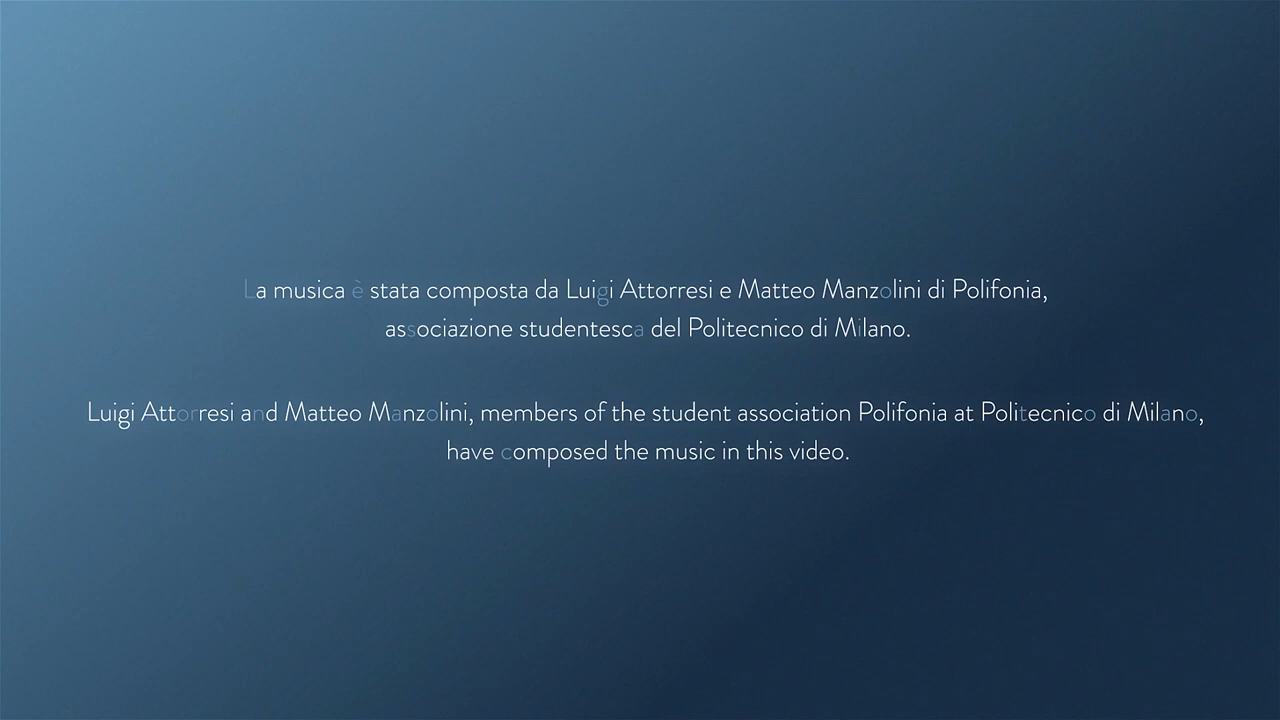 La musica è stata composta da Luigi Attorresi e Matteo Manzolini di Polifonia,
associazione studentesca del Politecnico di Milano.
Luigi Attorresi and Matteo Manzolini, members of the student association Polifonia at Politecnico di Milano,
have composed the music in this video.